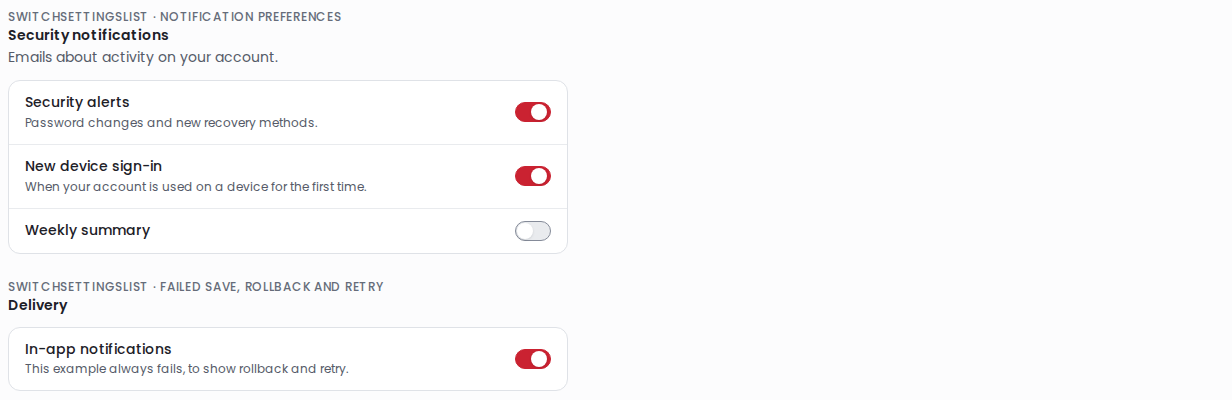 SWITCHSETTINGSLIST · NOTIFICATION PREFERENCES
Security notifications
Emails about activity on your account.
Security alerts
Password changes and new recovery methods.
New device sign-in
When your account is used on a device for the first time.
Weekly summary
SWITCHSETTINGSLIST · FAILED SAVE, ROLLBACK AND RETRY
Delivery
In-app notifications
This example always fails, to show rollback and retry.